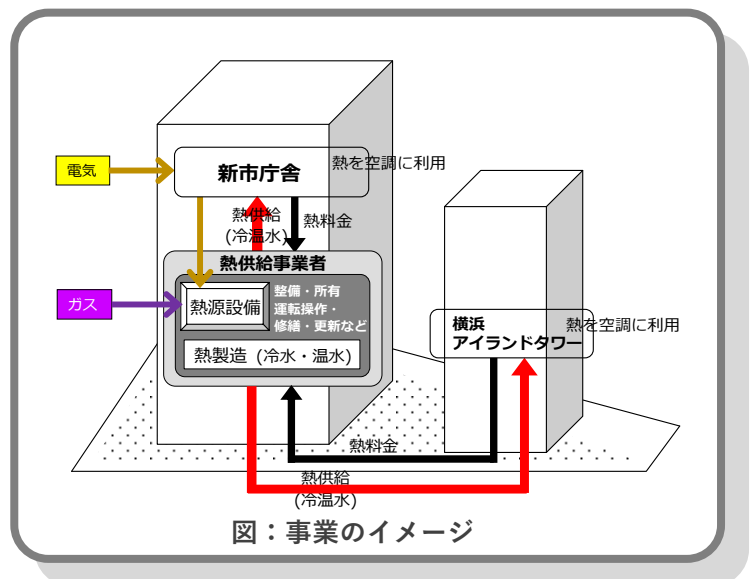 電気
新市庁舎
熱を空調に利用
熱供給
(冷温水)
熱料金
熱供給事業者
ガス
熱源設備
整備・所有
運転操作・
修繕・更新など
熱製造 (冷水・温水)
横浜
アイランドタワー
熱を空調に利用
熱料金
熱供給
(冷温水)
図：事業のイメージ